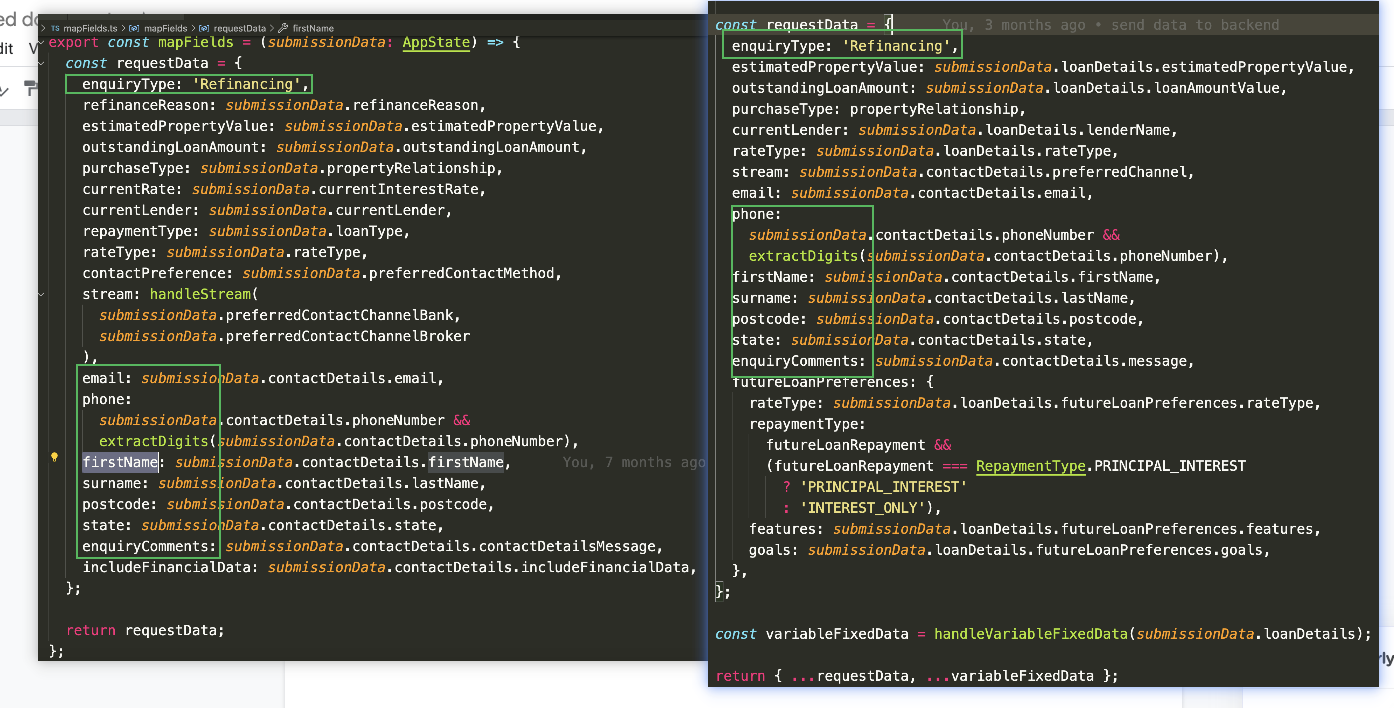 ed do
dit V
TS mapFields.ts > mapFields > requestData > firstName
export const mapFields = (submissionData: AppState) => {
const requestData = {
enquiryType: 'Refinancing',
refinanceReason: submissionData.refinanceReason,
estimatedPropertyValue: submissionData.estimatedPropertyValue,
outstandingLoanAmount: submissionData.outstandingLoanAmount,
purchaseType: submissionData.propertyRelationship,
currentRate: submissionData.currentInterestRate,
currentLender: submissionData.currentLender,
repaymentType: submissionData.loanType,
rateType: submissionData.rateType,
contactPreference: submissionData.preferredContactMethod,
stream: handleStream(
submissionData.preferredContactChannelBank,
submissionData.preferredContactChannelBroker
),
email: submissionData.contactDetails.email,
phone:
submissionData.contactDetails.phoneNumber &&
extractDigits(submissionData.contactDetails.phoneNumber),
firstName: submissionData.contactDetails.firstName, You, 7 months ago
surname: submissionData.contactDetails.lastName,
postcode: submissionData.contactDetails.postcode,
state: submissionData.contactDetails.state,
enquiryComments: submissionData.contactDetails.contactDetailsMessage,
includeFinancialData: submissionData.contactDetails.includeFinancialData,
};
return requestData;
};
const requestData = { You, 3 months ago • send data to backend
enquiryType: 'Refinancing',
estimatedPropertyValue: submissionData.loanDetails.estimatedPropertyValue,
outstandingLoanAmount: submissionData.loanDetails.loanAmountValue,
purchaseType: propertyRelationship,
currentLender: submissionData.loanDetails.lenderName,
rateType: submissionData.loanDetails.rateType,
stream: submissionData.contactDetails.preferredChannel,
email: submissionData.contactDetails.email,
phone:
submissionData.contactDetails.phoneNumber &&
extractDigits(submissionData.contactDetails.phoneNumber),
firstName: submissionData.contactDetails.firstName,
surname: submissionData.contactDetails.lastName,
postcode: submissionData.contactDetails.postcode,
state: submissionData.contactDetails.state,
enquiryComments: submissionData.contactDetails.message,
futureLoanPreferences: {
rateType: submissionData.loanDetails.futureLoanPreferences.rateType,
repaymentType:
futureLoanRepayment &&
(futureLoanRepayment === RepaymentType.PRINCIPAL_INTEREST
? 'PRINCIPAL_INTEREST'
: 'INTEREST_ONLY'),
features: submissionData.loanDetails.futureLoanPreferences.features,
goals: submissionData.loanDetails.futureLoanPreferences.goals,
},
};
const variableFixedData = handleVariableFixedData(submissionData.loanDetails);
return { ...requestData, ...variableFixedData };
rly